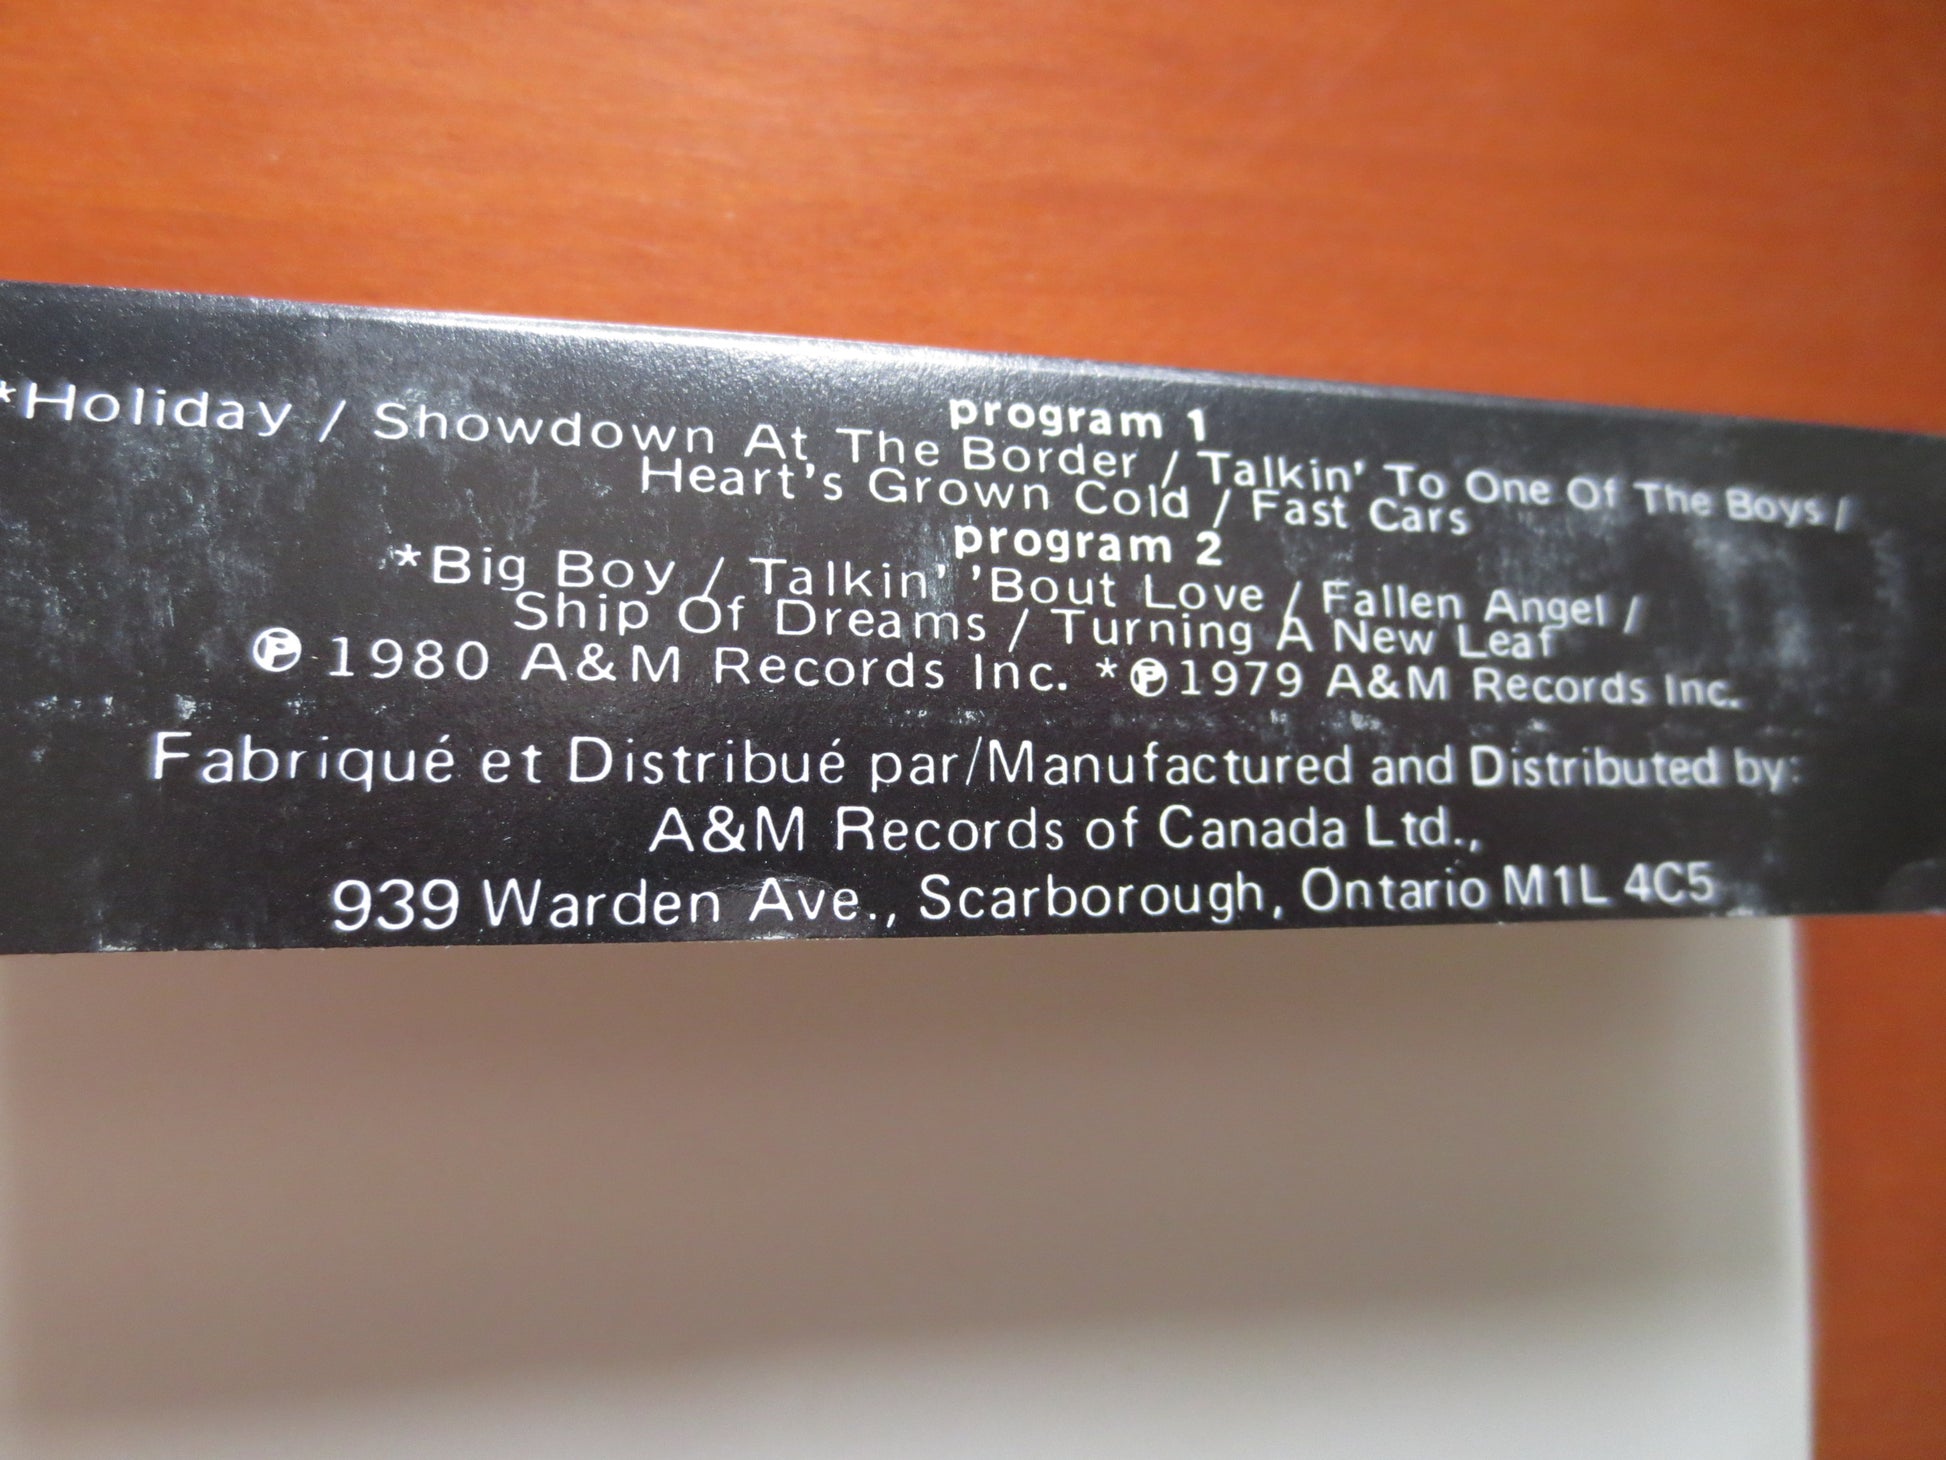 program 1
*Holiday / Showdown At The Border / Talkin' To One Of The Boys /
Heart's Grown Cold / Fast Cars
program 2
*Big Boy / Talkin' 'Bout Love / Fallen Angel /
Ship Of Dreams / Turning A New Leaf
℗ 1980 A&M Records Inc. *℗1979 A&M Records Inc.
Fabriqué et Distribué par/Manufactured and Distributed by:
A&M Records of Canada Ltd.,
939 Warden Ave., Scarborough, Ontario M1L 4C5